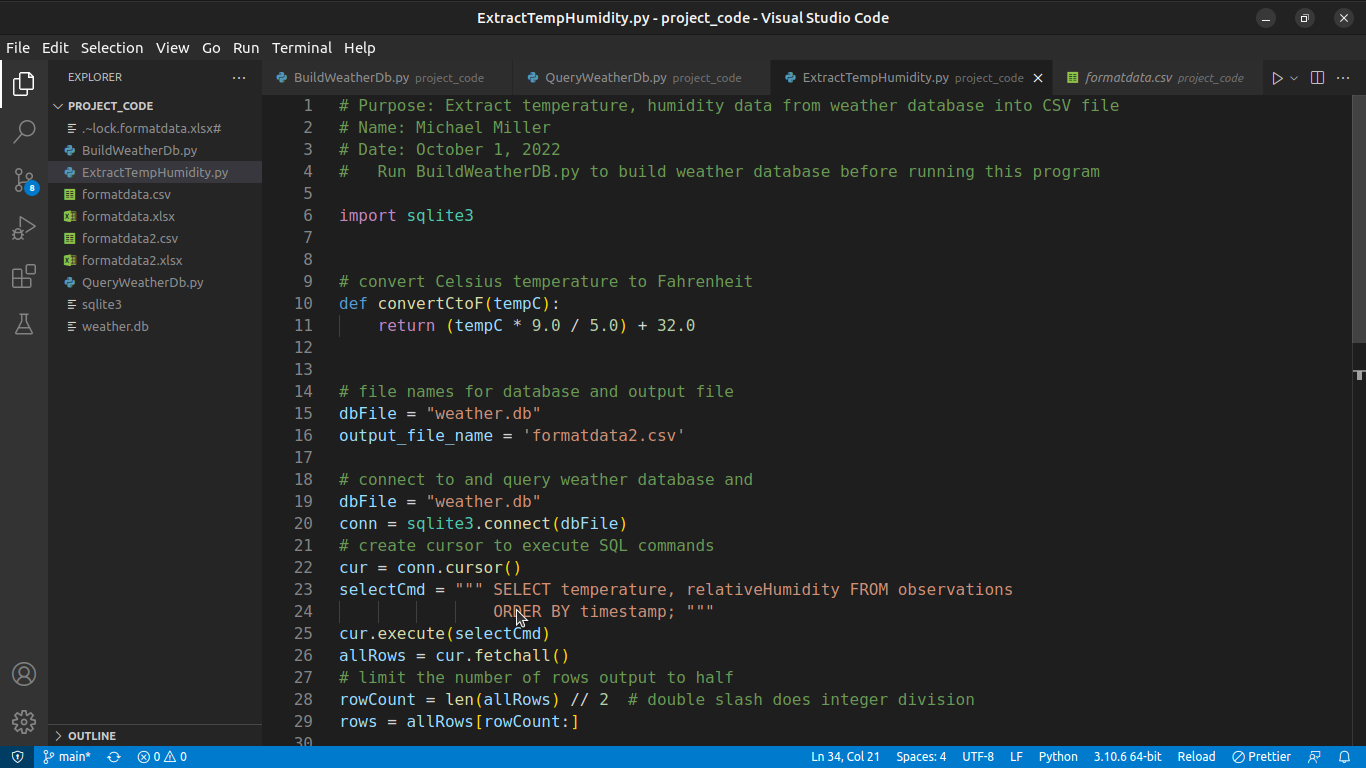 ExtractTempHumidity.py - project_code - Visual Studio Code
File Edit Selection View Go Run Terminal Help
EXPLORER
BuildWeatherDb.py project_code
QueryWeatherDb.py project_code
ExtractTempHumidity.py project_code
formatdata.csv project_code
PROJECT_CODE
.~lock.formatdata.xlsx#
BuildWeatherDb.py
ExtractTempHumidity.py
formatdata.csv
formatdata.xlsx
formatdata2.csv
formatdata2.xlsx
QueryWeatherDb.py
sqlite3
weather.db
8
OUTLINE
1 # Purpose: Extract temperature, humidity data from weather database into CSV file
2 # Name: Michael Miller
3 # Date: October 1, 2022
4 #   Run BuildWeatherDB.py to build weather database before running this program
5
6 import sqlite3
7
8
9 # convert Celsius temperature to Fahrenheit
10 def convertCtoF(tempC):
11     return (tempC * 9.0 / 5.0) + 32.0
12
13
14 # file names for database and output file
15 dbFile = "weather.db"
16 output_file_name = 'formatdata2.csv'
17
18 # connect to and query weather database and
19 dbFile = "weather.db"
20 conn = sqlite3.connect(dbFile)
21 # create cursor to execute SQL commands
22 cur = conn.cursor()
23 selectCmd = """ SELECT temperature, relativeHumidity FROM observations
24                 ORDER BY timestamp; """
25 cur.execute(selectCmd)
26 allRows = cur.fetchall()
27 # limit the number of rows output to half
28 rowCount = len(allRows) // 2  # double slash does integer division
29 rows = allRows[rowCount:]
30
main* 0 0 Ln 34, Col 21 Spaces: 4 UTF-8 LF Python 3.10.6 64-bit Reload Prettier